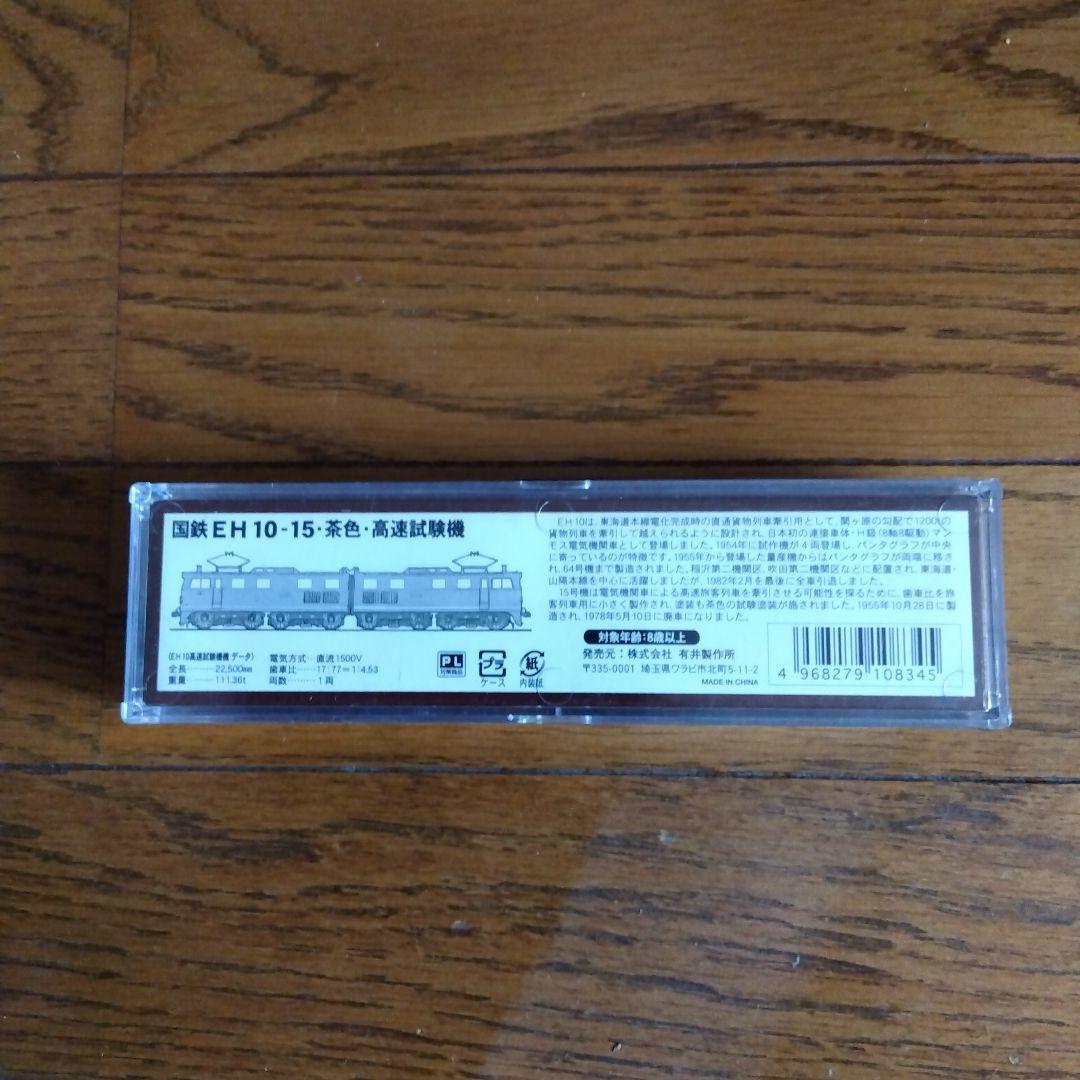 国鉄EH10-15・茶色・高速試験機
EH10は、東海道本線電化完成時の直通貨物列車牽引用として、関ヶ原の勾配で1200tの
貨物列車を牽引して越えられるように設計され、日本初の連接車体・H級(8軸8駆動)マン
モス電気機関車として登場しました。1954年に試作機が4両登場し、パンタグラフが中央
に寄っているのが特徴です。1955年から登場した量産機からはパンタグラフが両端に移さ
れ、64号機まで製造されました。稲沢第二機関区、吹田第二機関区などに配置され、東海道・
山陽本線を中心に活躍しましたが、1982年2月を最後に全車引退しました。
15号機は電気機関車による高速旅客列車を牽引させる可能性を探るために、歯車比を旅
客列車用に小さく製作され、塗装も茶色の試験塗装が施されました。1955年10月28日に製
造され、1978年5月10日に廃車になりました。
(EH10高速試験機機 データ)
全長………22,500mm
重量………111.36t
電気方式…直流1500V
歯車比……17:77=1:4.53
両数………1両
PL
対策商品
プラ
ケース
紙
内装紙
対象年齢:8歳以上
発売元:株式会社 有井製作所
〒335-0001 埼玉県ワラビ市北町5-11-2
MADE IN CHINA
4 968279 108345